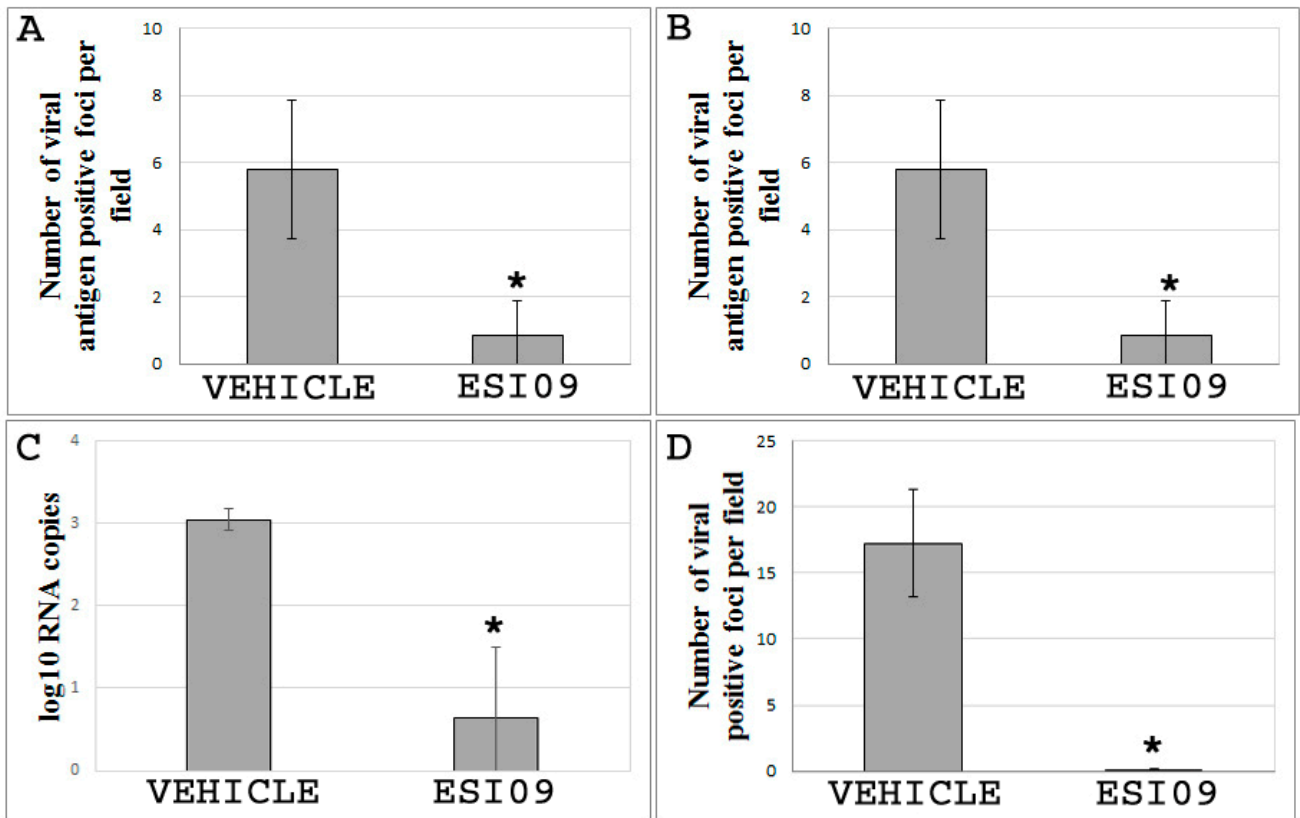 A
Number of viral
antigen positive foci per
field
10
8
6
4
2
0
*
VEHICLE
ESI09
B
Number of viral
antigen positive foci per
field
10
8
6
4
2
0
*
VEHICLE
ESI09
C
log10 RNA copies
4
3
2
1
0
*
VEHICLE
ESI09
D
Number of viral
positive foci per field
25
20
15
10
5
0
*
VEHICLE
ESI09